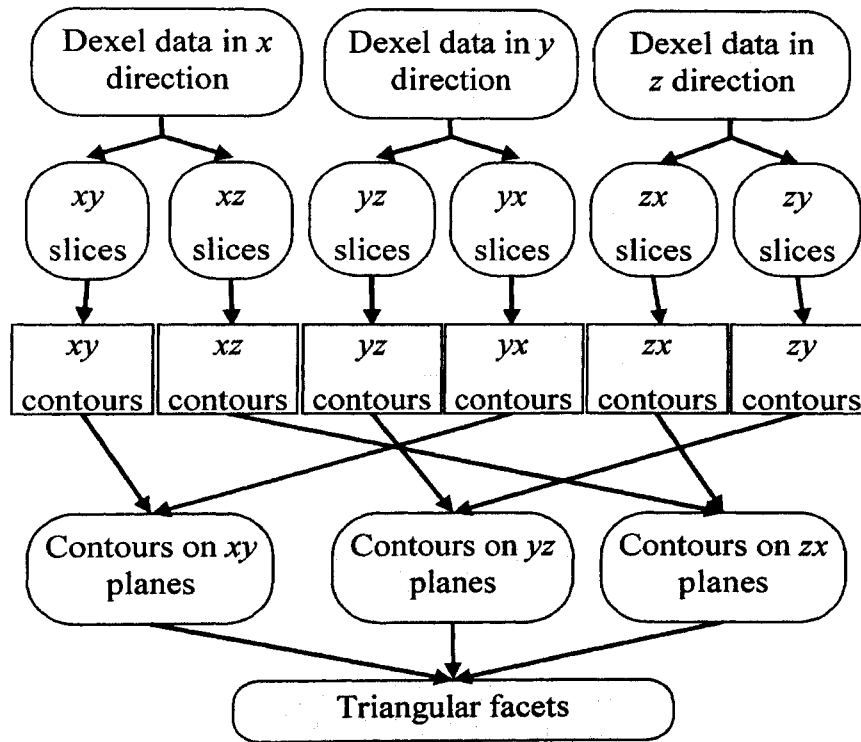 Dexel data in x
direction
Dexel data in y
direction
Dexel data in
z direction
xy
slices
xz
slices
yz
slices
yx
slices
zx
slices
zy
slices
xy
contours
xz
contours
yz
contours
yx
contours
zx
contours
zy
contours
Contours on xy
planes
Contours on yz
planes
Contours on zx
planes
Triangular facets